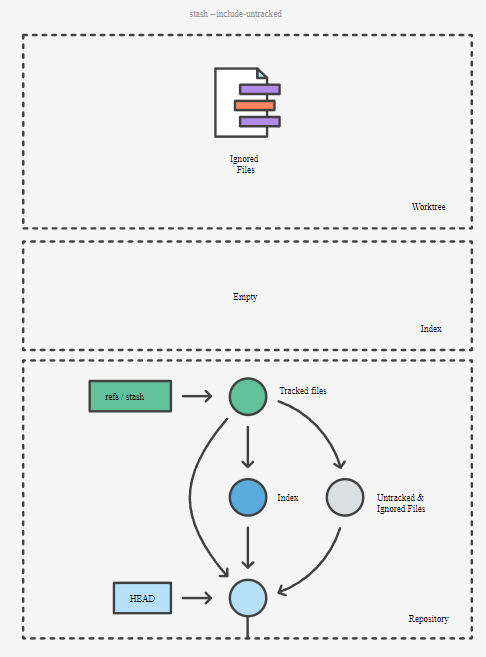 stash --include-untracked
Ignored
Files
Worktree
Empty
Index
refs / stash
Tracked files
Index
Untracked &
Ignored Files
HEAD
Repository